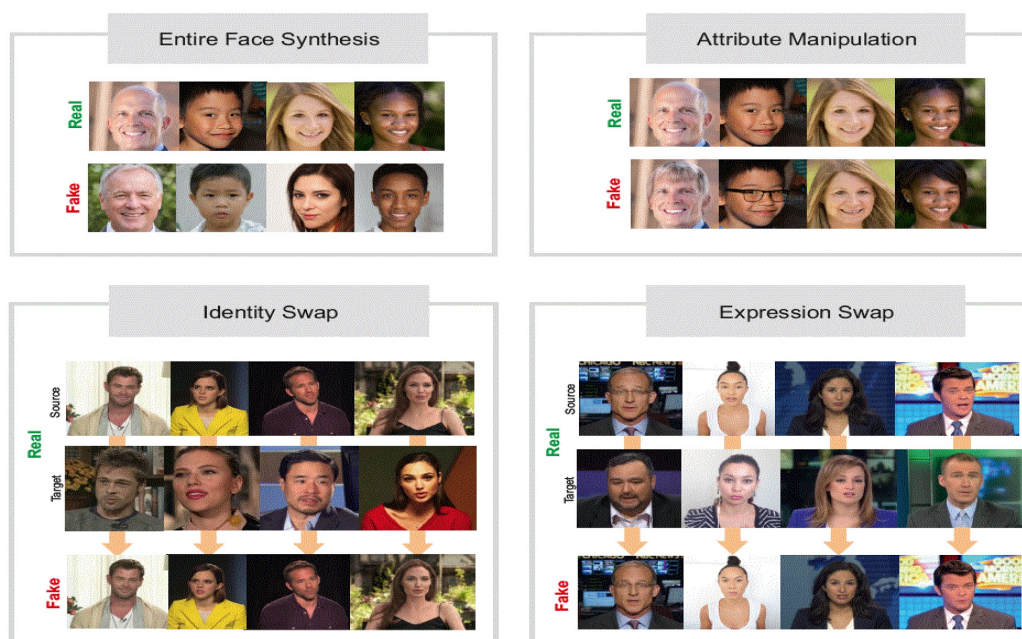 Entire Face Synthesis
Real
Fake
Attribute Manipulation
Real
Fake
Identity Swap
Real
Source
Target
Fake
Expression Swap
Real
Source
Target
Fake